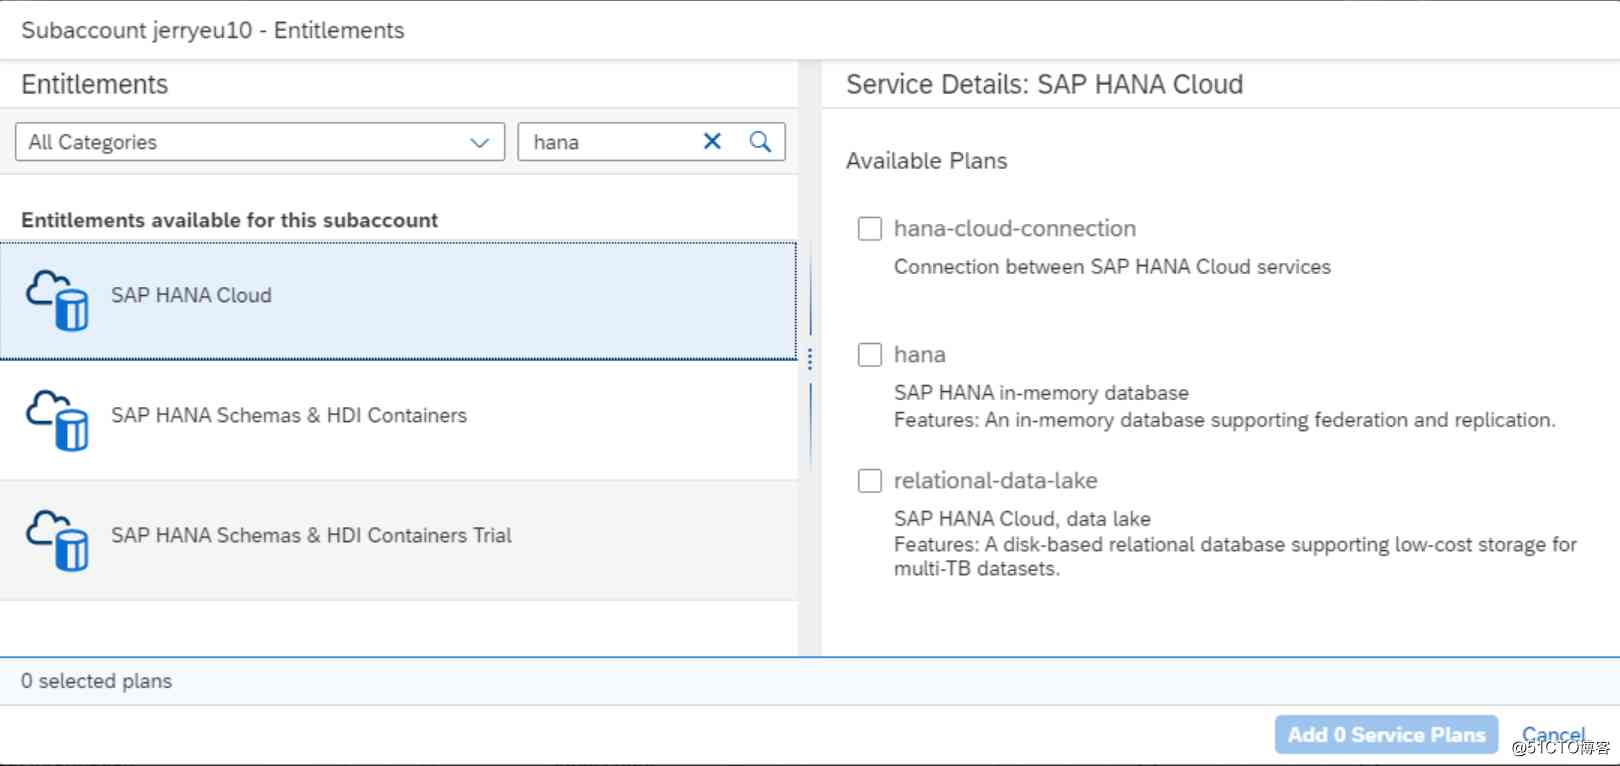 Subaccount jerryeu10 - Entitlements
Entitlements
All Categories
hana
Entitlements available for this subaccount
SAP HANA Cloud
SAP HANA Schemas & HDI Containers
SAP HANA Schemas & HDI Containers Trial
Service Details: SAP HANA Cloud
Available Plans
hana-cloud-connection
Connection between SAP HANA Cloud services
hana
SAP HANA in-memory database
Features: An in-memory database supporting federation and replication.
relational-data-lake
SAP HANA Cloud, data lake
Features: A disk-based relational database supporting low-cost storage for
multi-TB datasets.
0 selected plans
Add 0 Service Plans
Cancel
@51CTO博客